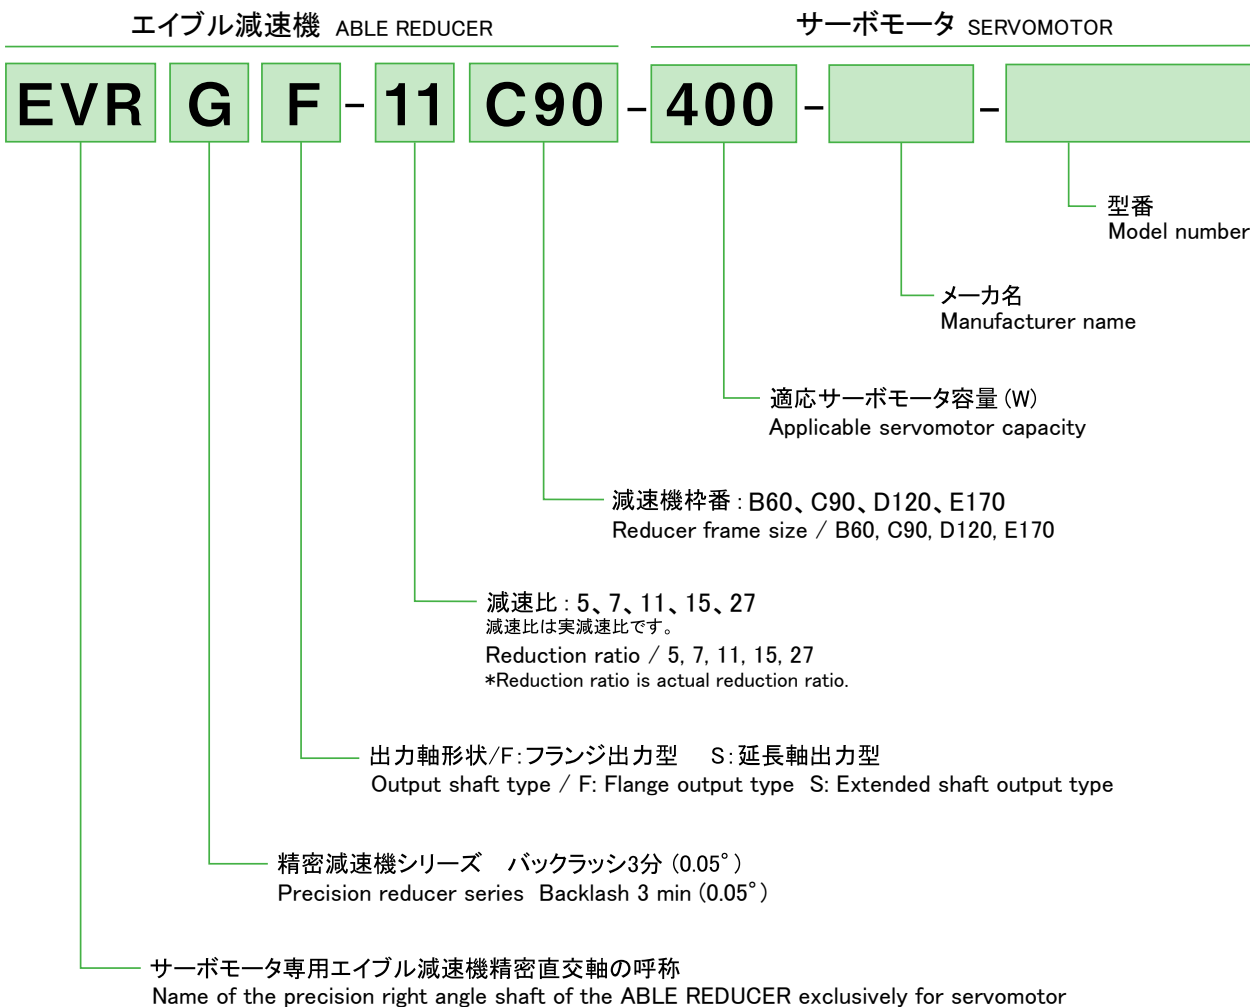 エイブル減速機 ABLE REDUCER
サーボモータ SERVOMOTOR
EVR G F - 11 C90 - 400 - -
型番
Model number
メーカ名
Manufacturer name
適応サーボモータ容量(W)
Applicable servomotor capacity
減速機枠番:B60、C90、D120、E170
Reducer frame size / B60, C90, D120, E170
減速比:5、7、11、15、27
減速比は実減速比です。
Reduction ratio / 5, 7, 11, 15, 27
*Reduction ratio is actual reduction ratio.
出力軸形状/F:フランジ出力型 S:延長軸出力型
Output shaft type / F: Flange output type S: Extended shaft output type
精密減速機シリーズ バックラッシ3分 (0.05°)
Precision reducer series Backlash 3 min (0.05°)
サーボモータ専用エイブル減速機精密直交軸の呼称
Name of the precision right angle shaft of the ABLE REDUCER exclusively for servomotor